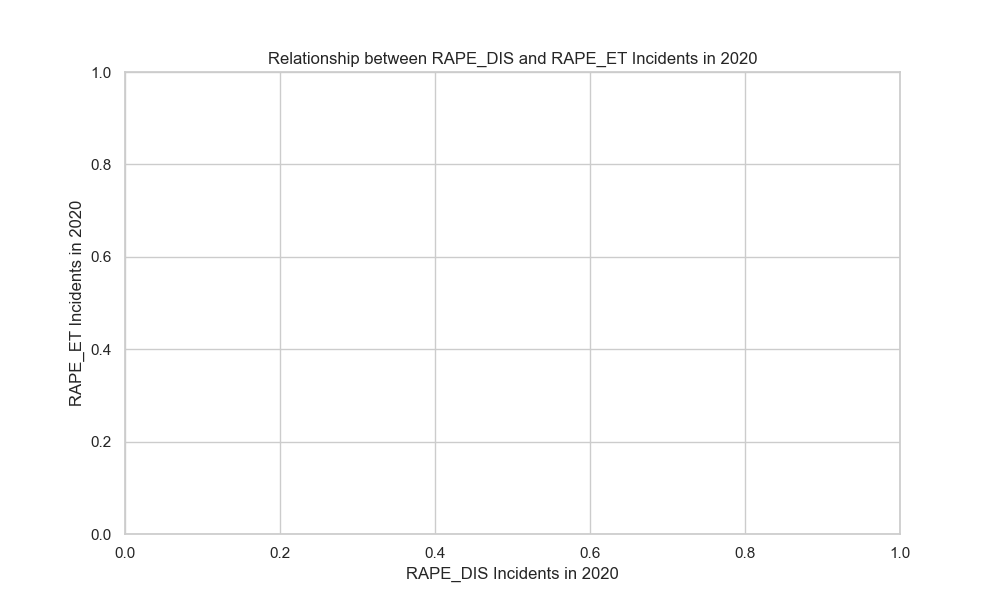 Relationship between RAPE_DIS and RAPE_ET Incidents in 2020
1.0
0.8
0.6
0.4
0.2
0.0
RAPE_ET Incidents in 2020
0.0 0.2 0.4 0.6 0.8 1.0
RAPE_DIS Incidents in 2020